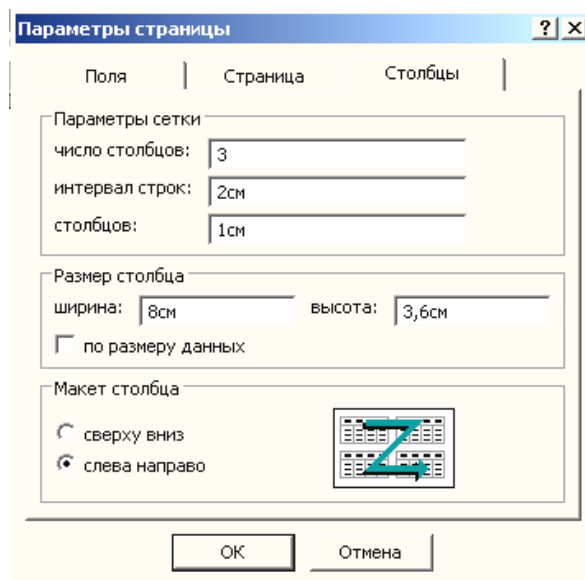 Параметры страницы
Поля Страница Столбцы
Параметры сетки
число столбцов: 3
интервал строк: 2см
столбцов: 1см
Размер столбца
ширина: 8см высота: 3,6см
по размеру данных
Макет столбца
сверху вниз
слева направо
ОК Отмена